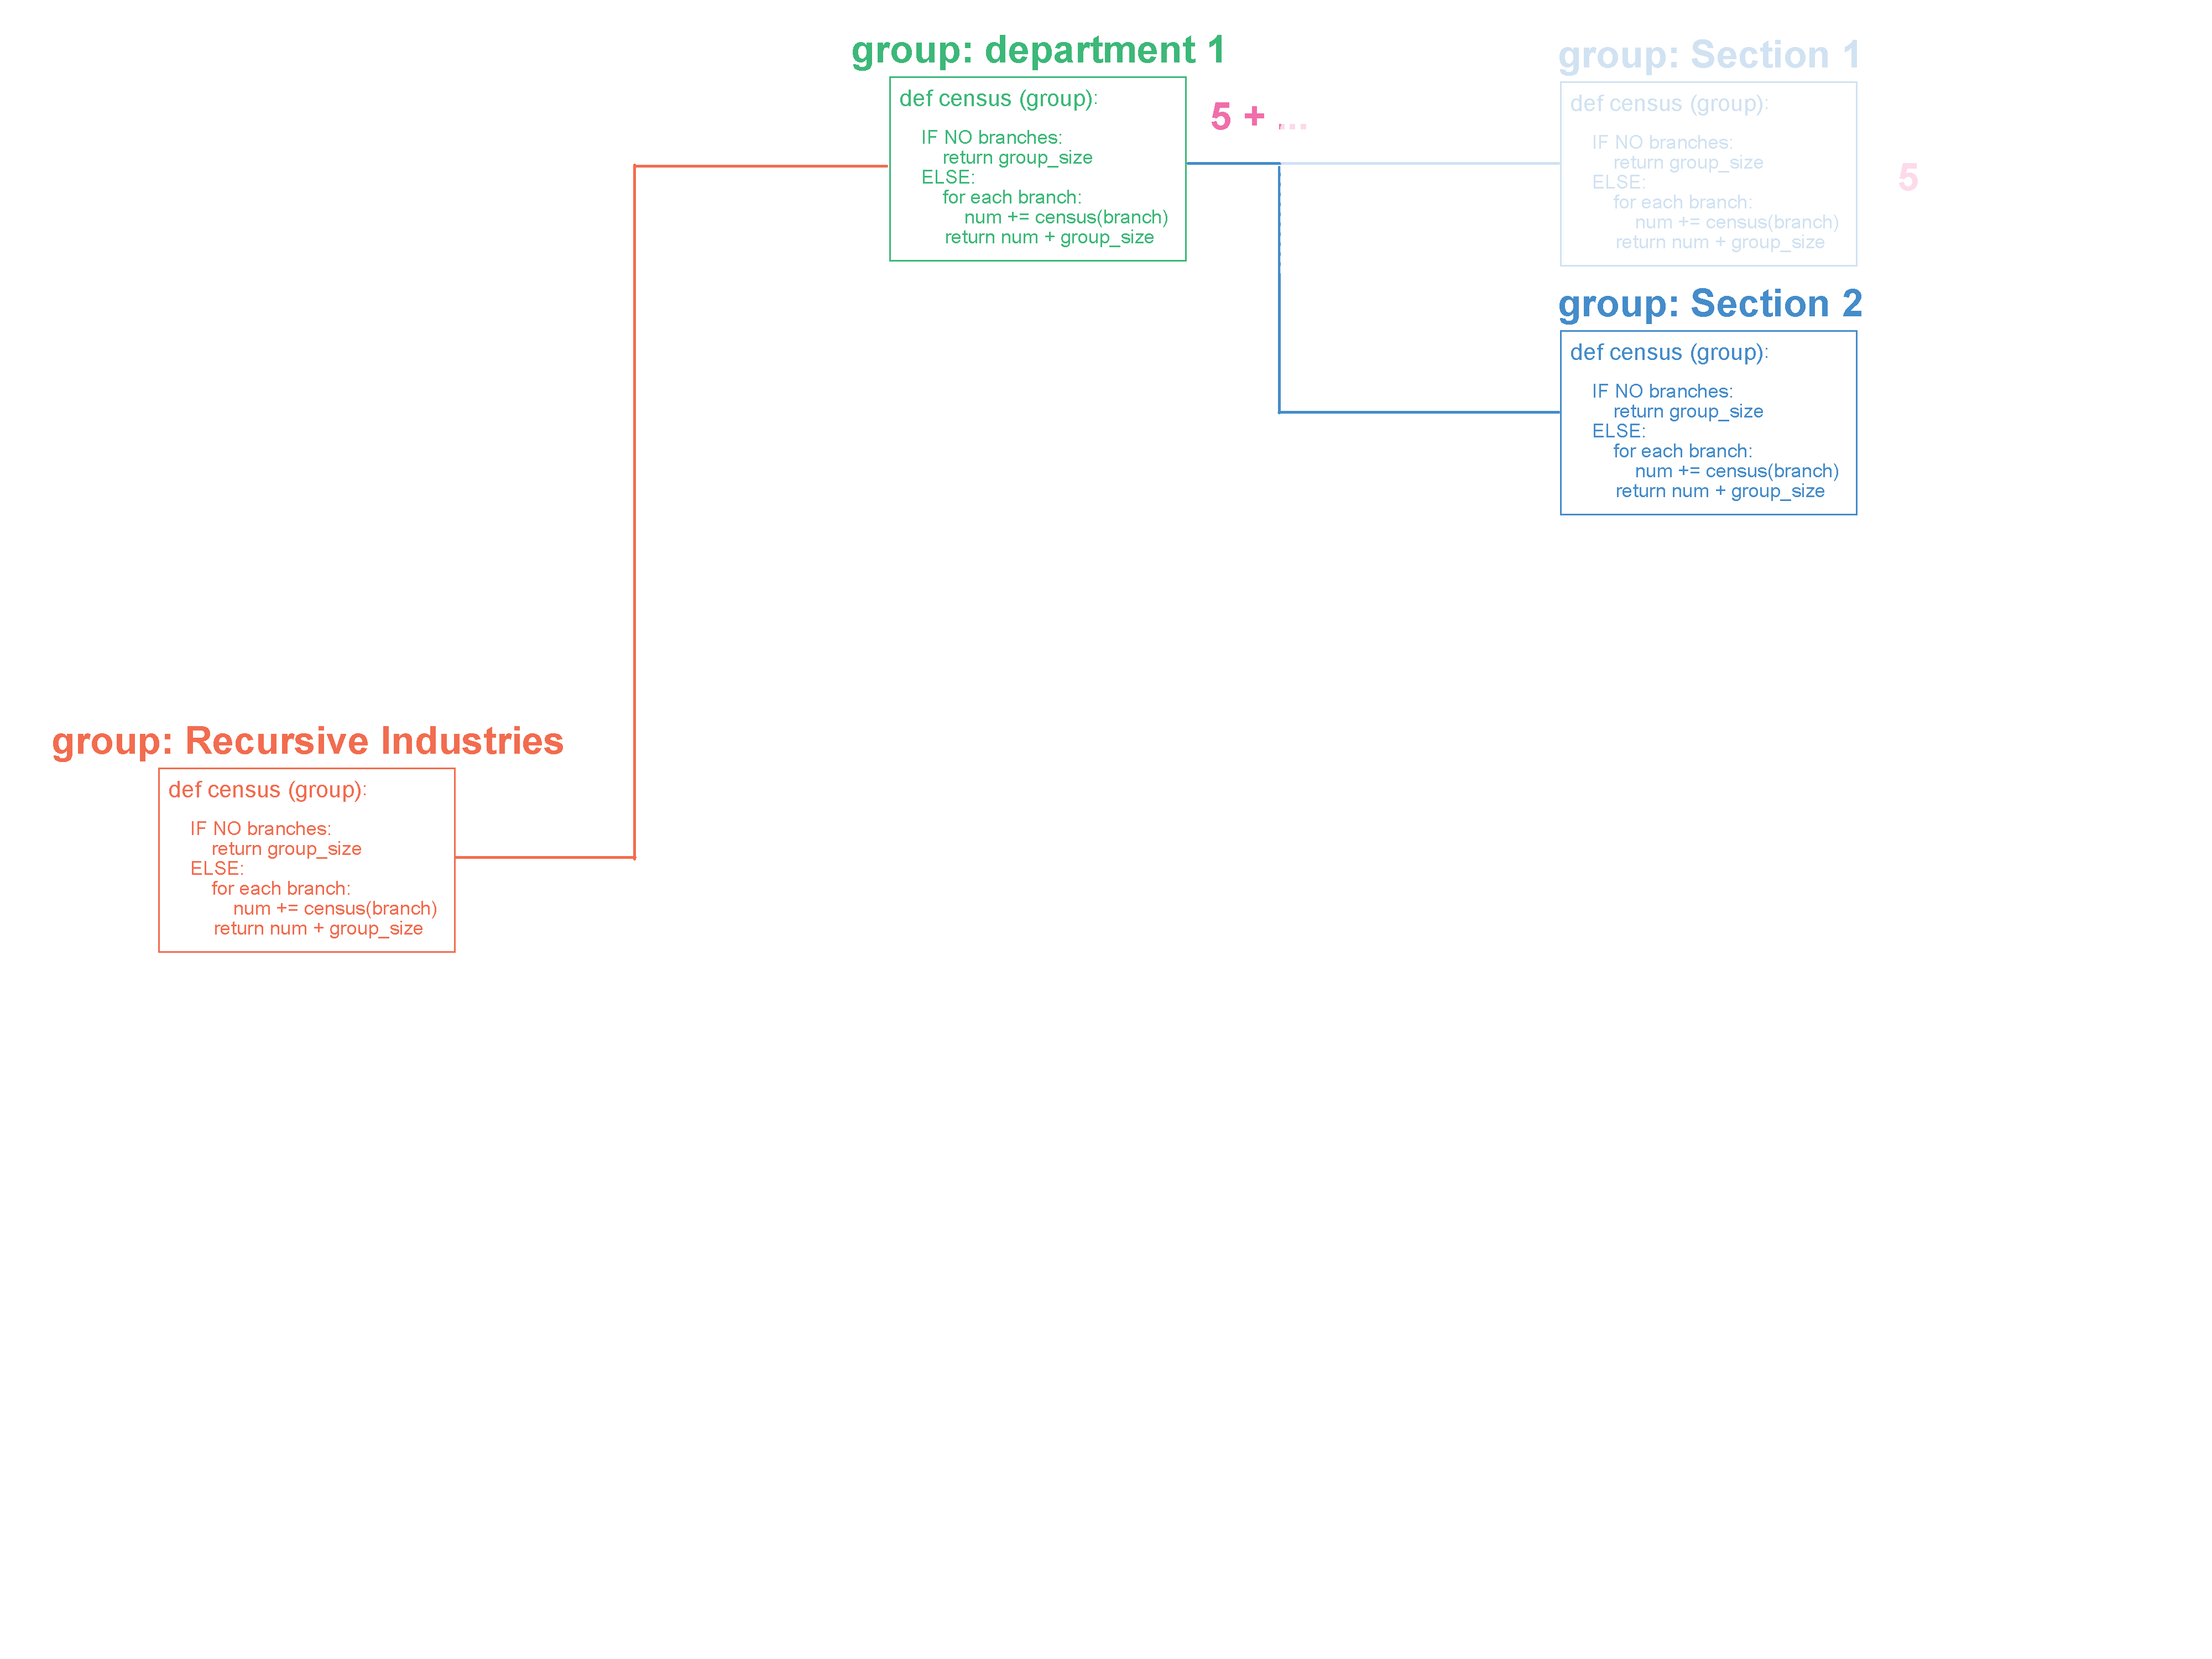 group: department 1
def census (group):
IF NO branches:
return group_size
ELSE:
for each branch:
num += census(branch)
return num + group_size
5 + ...
group: Section 1
def census (group):
IF NO branches:
return group_size
ELSE:
for each branch:
num += census(branch)
return num + group_size
5
group: Section 2
def census (group):
IF NO branches:
return group_size
ELSE:
for each branch:
num += census(branch)
return num + group_size
group: Recursive Industries
def census (group):
IF NO branches:
return group_size
ELSE:
for each branch:
num += census(branch)
return num + group_size